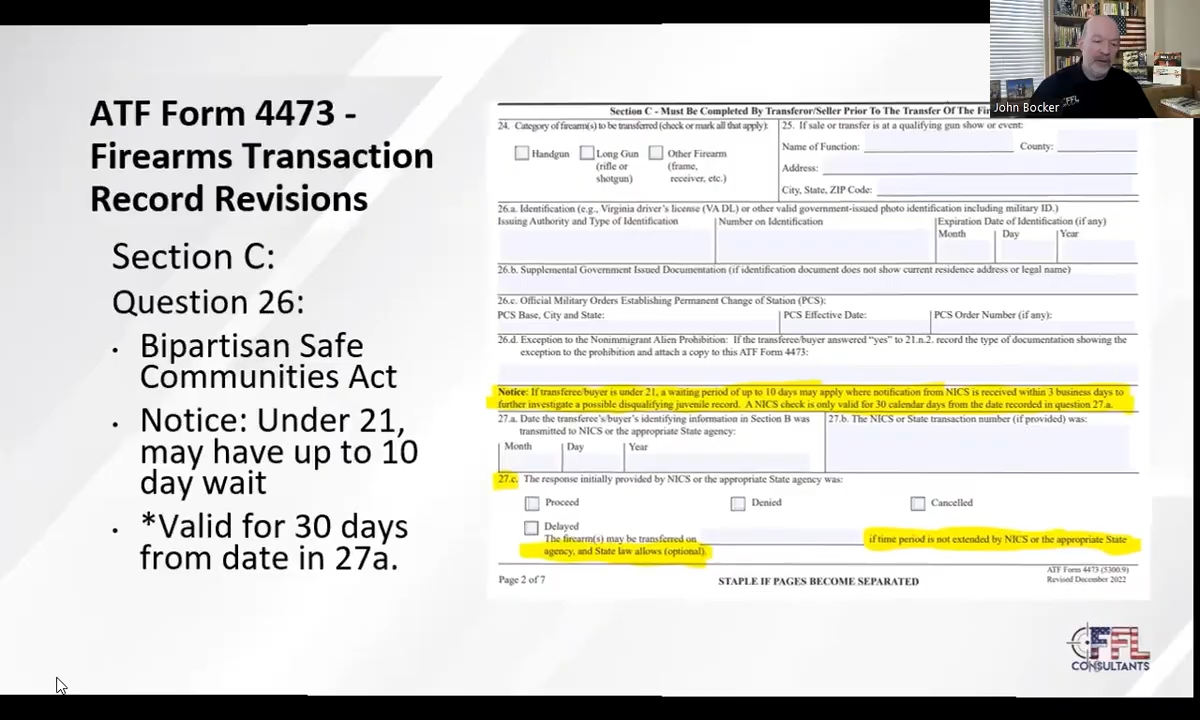 John Bocker
FFL
ATF Form 4473 -
Firearms Transaction
Record Revisions
Section C:
Question 26:
· Bipartisan Safe
Communities Act
· Notice: Under 21,
may have up to 10
day wait
· *Valid for 30 days
from date in 27a.
Section C - Must Be Completed By Transferor/Seller Prior To The Transfer Of The Fi
24. Category of firearm(s) to be transferred (check or mark all that apply):
Handgun
Long Gun
(rifle or
shotgun)
Other Firearm
(frame,
receiver, etc.)
25. If sale or transfer is at a qualifying gun show or event:
Name of Function:
County:
Address:
City, State, ZIP Code:
26.a. Identification (e.g., Virginia driver's license (VA DL) or other valid government-issued photo identification including military ID.)
Issuing Authority and Type of Identification
Number on Identification
Expiration Date of Identification (if any)
Month Day Year
26.b. Supplemental Government Issued Documentation (if identification document does not show current residence address or legal name)
26.c. Official Military Orders Establishing Permanent Change of Station (PCS):
PCS Base, City and State:
PCS Effective Date:
PCS Order Number (if any):
26.d. Exception to the Nonimmigrant Alien Prohibition: If the transferee/buyer answered "yes" to 21.n.2. record the type of documentation showing the
exception to the prohibition and attach a copy to this ATF Form 4473:
Notice: If transferee/buyer is under 21, a waiting period of up to 10 days may apply where notification from NICS is received within 3 business days to
further investigate a possible disqualifying juvenile record. A NICS check is only valid for 30 calendar days from the date recorded in question 27.a.
27.a. Date the transferee's/buyer's identifying information in Section B was
transmitted to NICS or the appropriate State agency:
Month Day Year
27.b. The NICS or State transaction number (if provided) was:
27.c. The response initially provided by NICS or the appropriate State agency was:
Proceed
Denied
Cancelled
Delayed
The firearm(s) may be transferred on
if time period is not extended by NICS or the appropriate State
agency, and State law allows (optional).
Page 2 of 7
STAPLE IF PAGES BECOME SEPARATED
ATF Form 4473 (5300.9)
Revised December 2022
FFL
CONSULTANTS